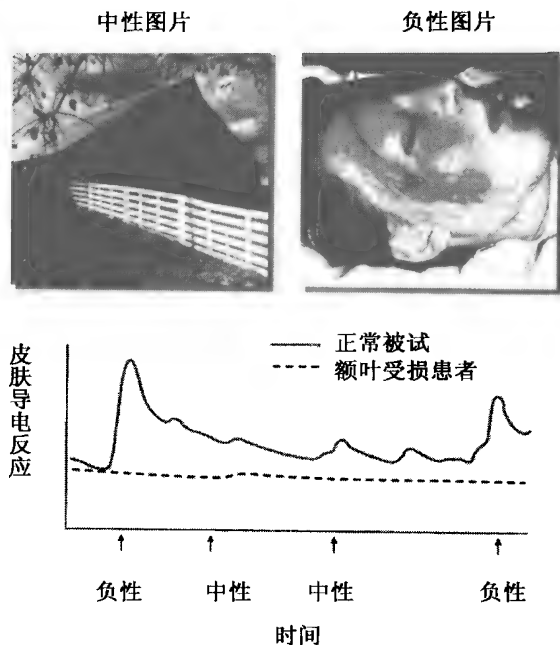 中性图片
负性图片
皮肤导电反应
正常被试
额叶受损患者
负性
中性
中性
负性
时间